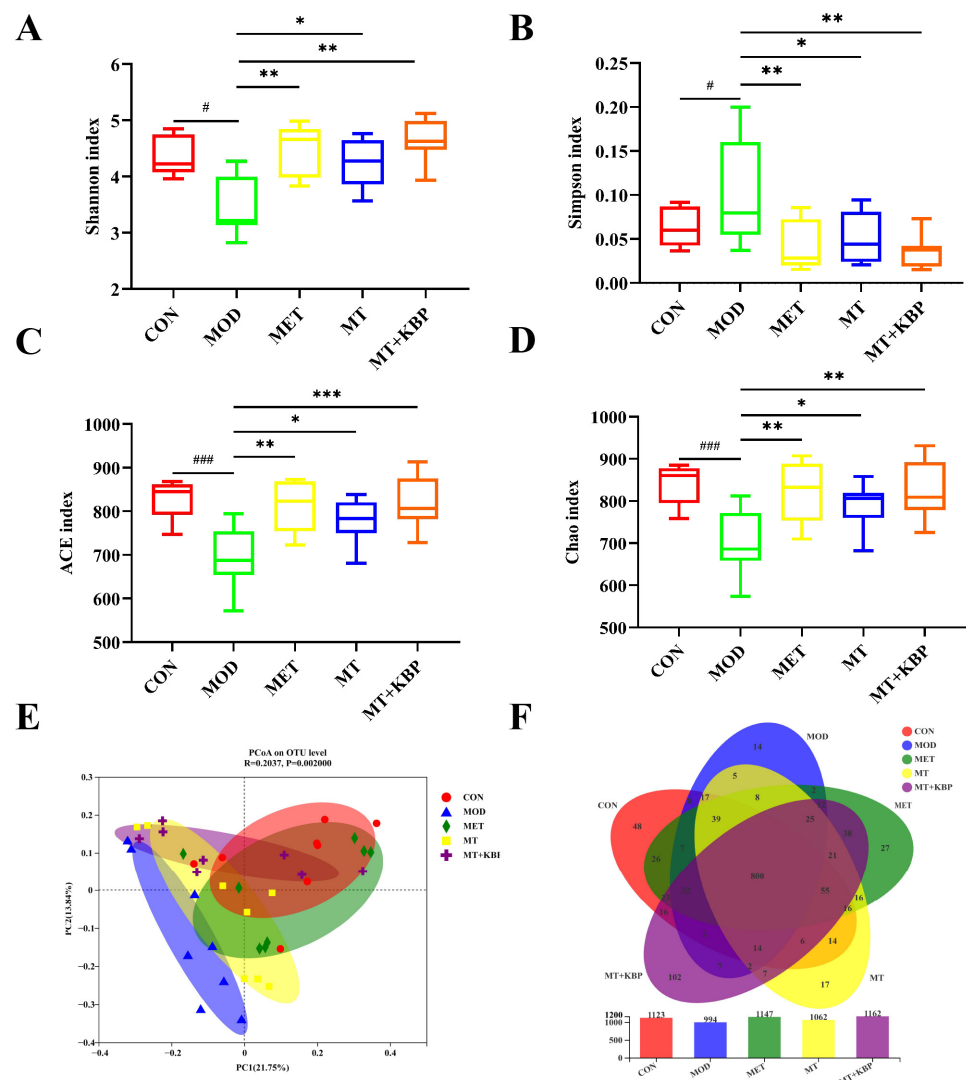 A
Shannon index
6
5
4
3
2
#
**
**
*
CON
MOD
MET
MT
MT+KBP
B
Simpson index
0.25
0.20
0.15
0.10
0.05
0.00
#
**
*
**
CON
MOD
MET
MT
MT+KBP
C
ACE index
1000
900
800
700
600
500
###
**
*
***
CON
MOD
MET
MT
MT+KBP
D
Chao index
1000
900
800
700
600
500
###
**
*
**
CON
MOD
MET
MT
MT+KBP
E
PCoA on OTU level
R=0.2037, P=0.002000
PC2(13.84%)
0.3
0.2
0.1
0
−0.1
−0.2
−0.3
−0.4
−0.4
−0.2
0
0.2
0.4
PC1(21.75%)
CON
MOD
MET
MT
MT+KBI
F
CON
MOD
MET
MT
MT+KBP
MOD
CON
MET
MT+KBP
MT
14
5
2
17
8
48
39
25
38
27
26
7
21
800
55
16
16
16
14
6
14
7
2
7
102
17
1200
1000
500
0
1123
994
1147
1062
1162
CON
MOD
MET
MT
MT+KBP